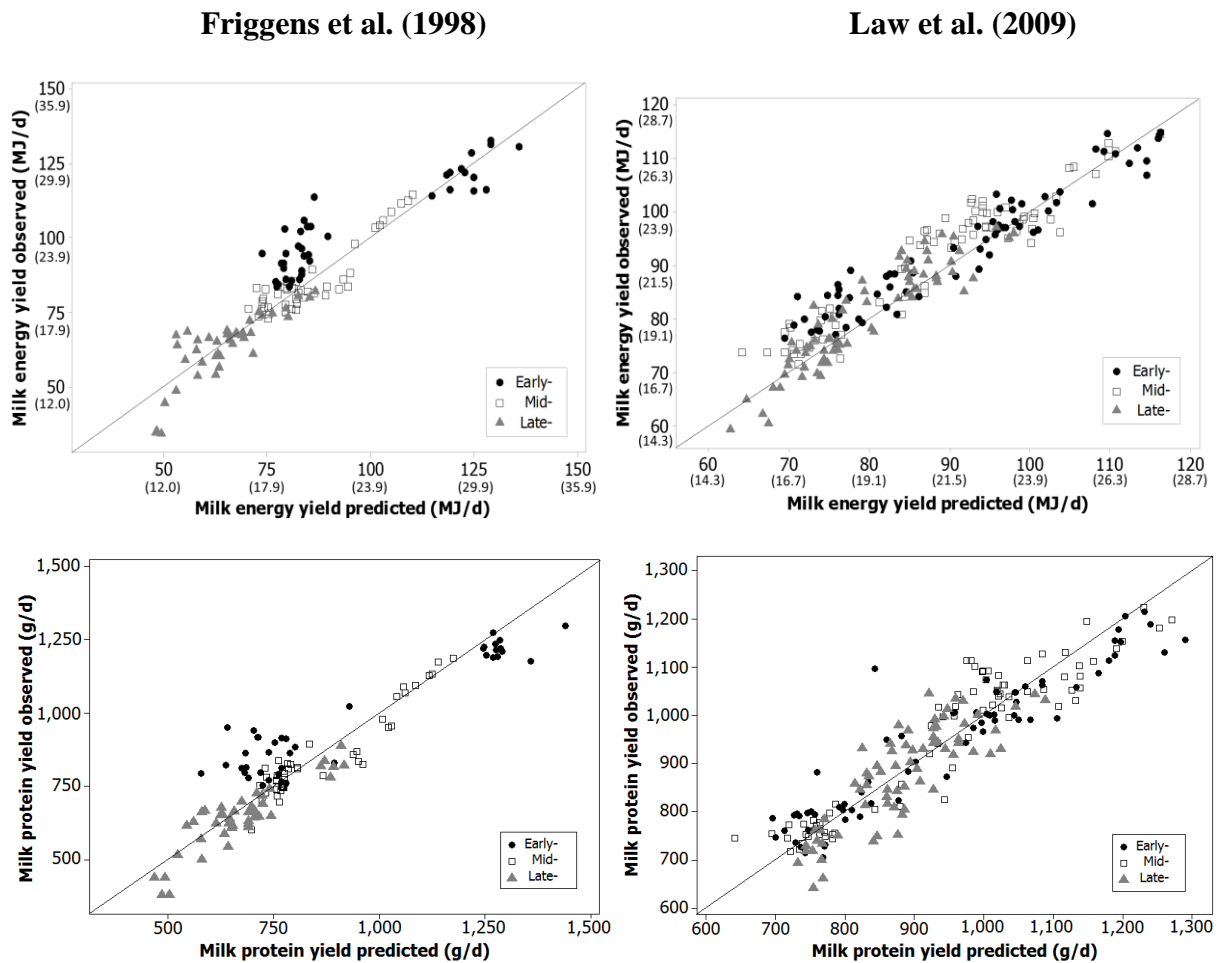 Friggens et al. (1998)
Law et al. (2009)
Milk energy yield observed (MJ/d)
150
(35.9)
125
(29.9)
100
(23.9)
75
(17.9)
50
(12.0)
Early-
Mid-
Late-
50 75 100 125 150
(12.0) (17.9) (23.9) (29.9) (35.9)
Milk energy yield predicted (MJ/d)
Milk energy yield observed (MJ/d)
120
(28.7)
110
(26.3)
100
(23.9)
90
(21.5)
80
(19.1)
70
(16.7)
60
(14.3)
Early-
Mid-
Late-
60 70 80 90 100 110 120
(14.3) (16.7) (19.1) (21.5) (23.9) (26.3) (28.7)
Milk energy yield predicted (MJ/d)
Milk protein yield observed (g/d)
1,500
1,250
1,000
750
500
Early-
Mid-
Late-
500 750 1,000 1,250 1,500
Milk protein yield predicted (g/d)
Milk protein yield observed (g/d)
1,300
1,200
1,100
1,000
900
800
700
600
Early-
Mid-
Late-
600 700 800 900 1,000 1,100 1,200 1,300
Milk protein yield predicted (g/d)